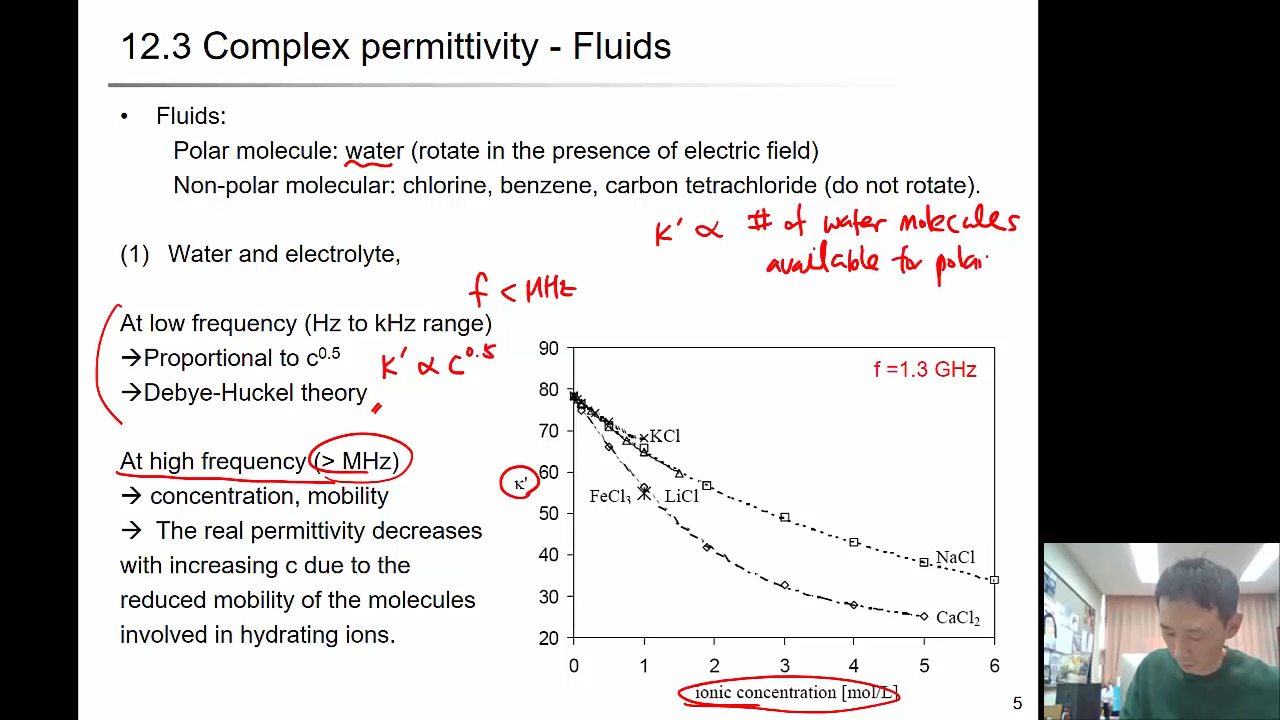 12.3 Complex permittivity - Fluids
• Fluids:
Polar molecule: water (rotate in the presence of electric field)
Non-polar molecular: chlorine, benzene, carbon tetrachloride (do not rotate).
κ' ∝ # of water molecules
available for polari
(1) Water and electrolyte,
f < MHz
At low frequency (Hz to kHz range)
→Proportional to c^0.5
κ' ∝ C^0.5
→Debye-Huckel theory
At high frequency (> MHz)
→ concentration, mobility
→ The real permittivity decreases
with increasing c due to the
reduced mobility of the molecules
involved in hydrating ions.
f =1.3 GHz
90
80
70
60
50
40
30
20
κ'
KCl
FeCl₃
LiCl
NaCl
CaCl₂
0 1 2 3 4 5 6
ionic concentration [mol/L]
5